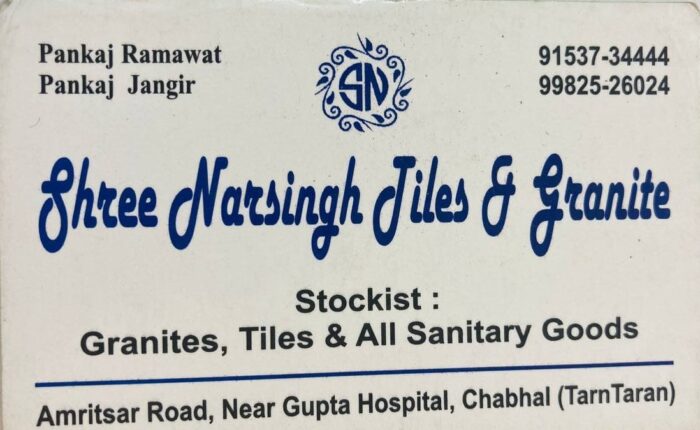 Pankaj Ramawat
Pankaj Jangir
SN
91537-34444
99825-26024
Shree Narsingh Tiles & Granite
Stockist :
Granites, Tiles & All Sanitary Goods
Amritsar Road, Near Gupta Hospital, Chabhal (TarnTaran)